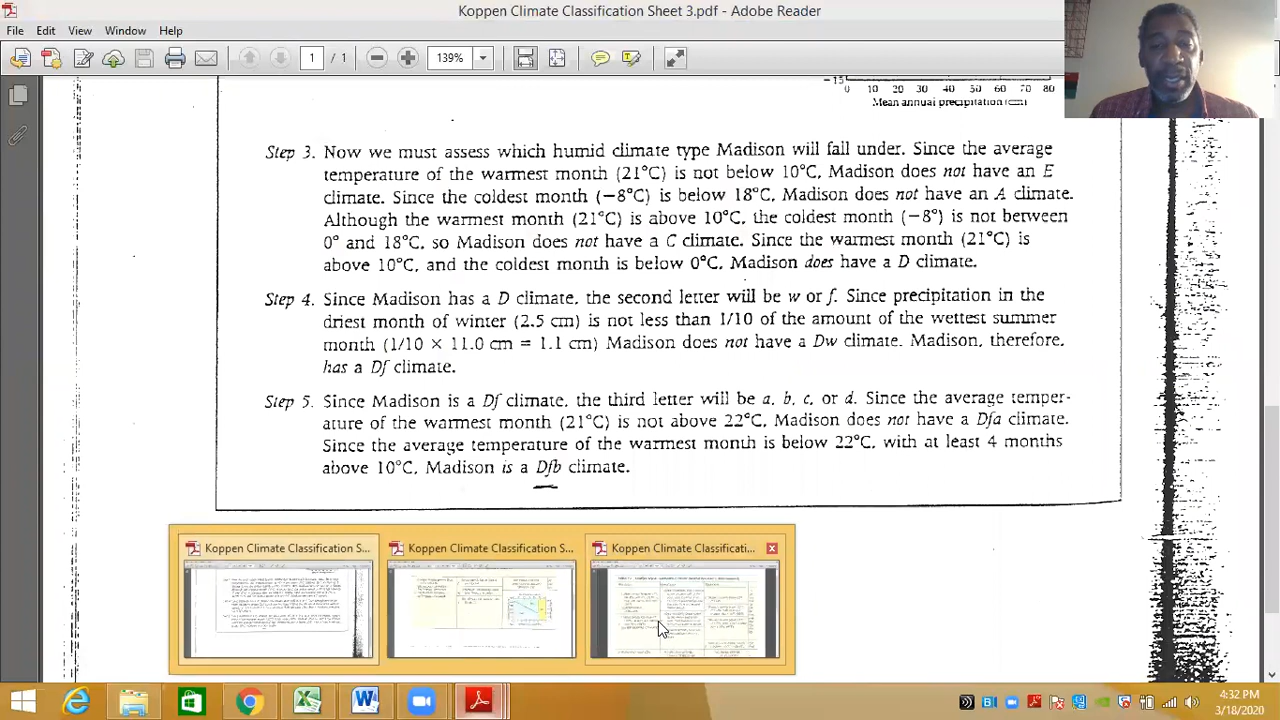 Koppen Climate Classification Sheet 3.pdf - Adobe Reader
File Edit View Window Help
1 / 1 139%
-15
0 10 20 30 40 50 60 70 80
Mean annual precipitation (cm)
Step 3. Now we must assess which humid climate type Madison will fall under. Since the average
temperature of the warmest month (21°C) is not below 10°C, Madison does not have an E
climate. Since the coldest month (−8°C) is below 18°C, Madison does not have an A climate.
Although the warmest month (21°C) is above 10°C, the coldest month (−8°) is not between
0° and 18°C, so Madison does not have a C climate. Since the warmest month (21°C) is
above 10°C, and the coldest month is below 0°C, Madison does have a D climate.
Step 4. Since Madison has a D climate, the second letter will be w or f. Since precipitation in the
driest month of winter (2.5 cm) is not less than 1/10 of the amount of the wettest summer
month (1/10 × 11.0 cm = 1.1 cm) Madison does not have a Dw climate. Madison, therefore,
has a Df climate.
Step 5. Since Madison is a Df climate, the third letter will be a, b, c, or d. Since the average temper-
ature of the warmest month (21°C) is not above 22°C, Madison does not have a Dfa climate.
Since the average temperature of the warmest month is below 22°C, with at least 4 months
above 10°C, Madison is a Dfb climate.
Koppen Climate Classification S... Koppen Climate Classification S... Koppen Climate Classificati...
4:32 PM
3/18/2020